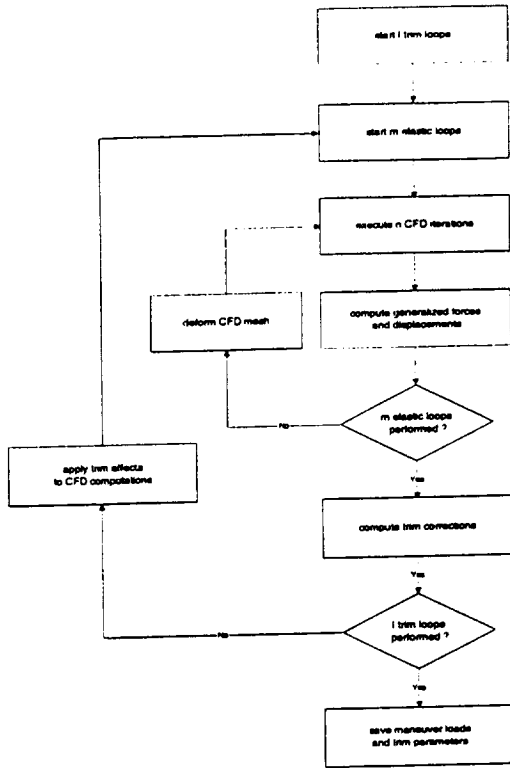 start l trim loops
start m elastic loops
execute n CFD iterations
compute generalized forces
and displacements
deform CFD mesh
m elastic loops
performed ?
No
Yes
apply trim effects
to CFD computations
compute trim corrections
Yes
l trim loops
performed ?
No
Yes
save maneuver loads
and trim parameters